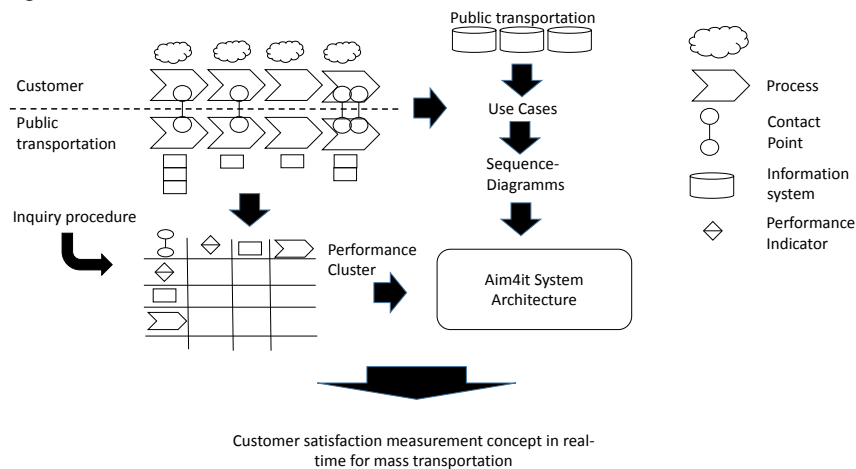 Public transportation
Customer
Public
transportation
Use Cases
Sequence-
Diagramms
Inquiry procedure
Performance
Cluster
Aim4it System
Architecture
Process
Contact
Point
Information
system
Performance
Indicator
Customer satisfaction measurement concept in real-
time for mass transportation